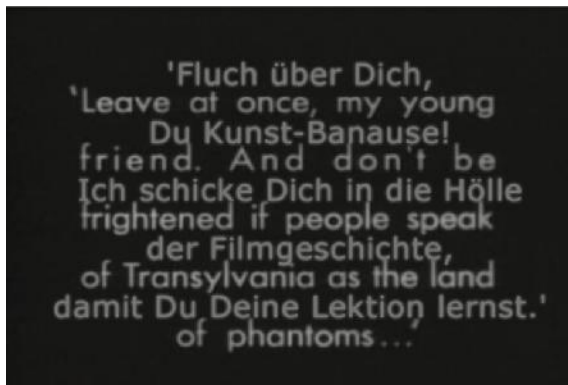 'Fluch über Dich,
‘Leave at once, my young
Du Kunst-Banause!
friend. And don't be
Ich schicke Dich in die Hölle
frightened if people speak
der Filmgeschichte,
of Transylvania as the land
damit Du Deine Lektion lernst.'
of phantoms...’